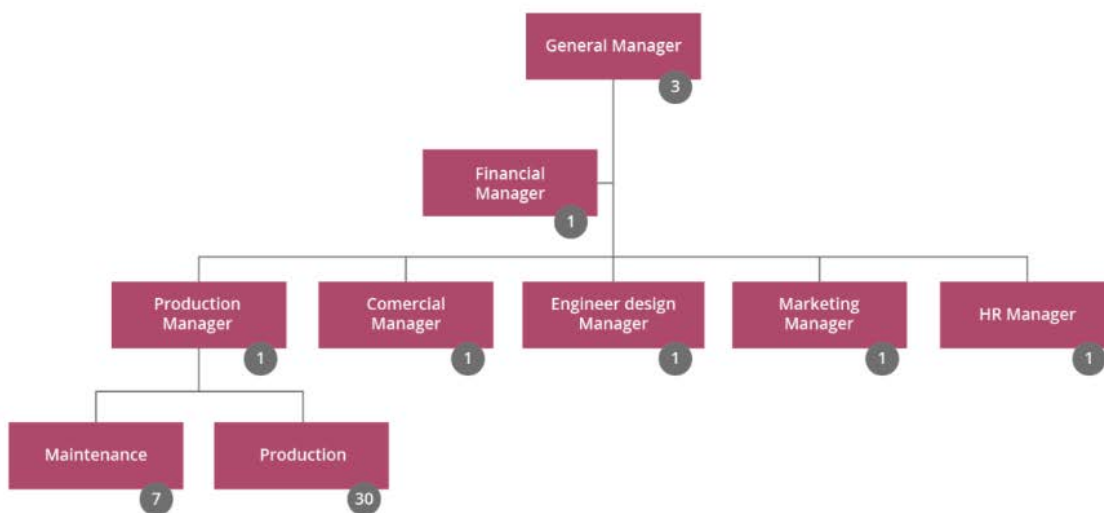 General Manager
3
Financial
Manager
1
Production
Manager
1
Comercial
Manager
1
Engineer design
Manager
1
Marketing
Manager
1
HR Manager
1
Maintenance
7
Production
30